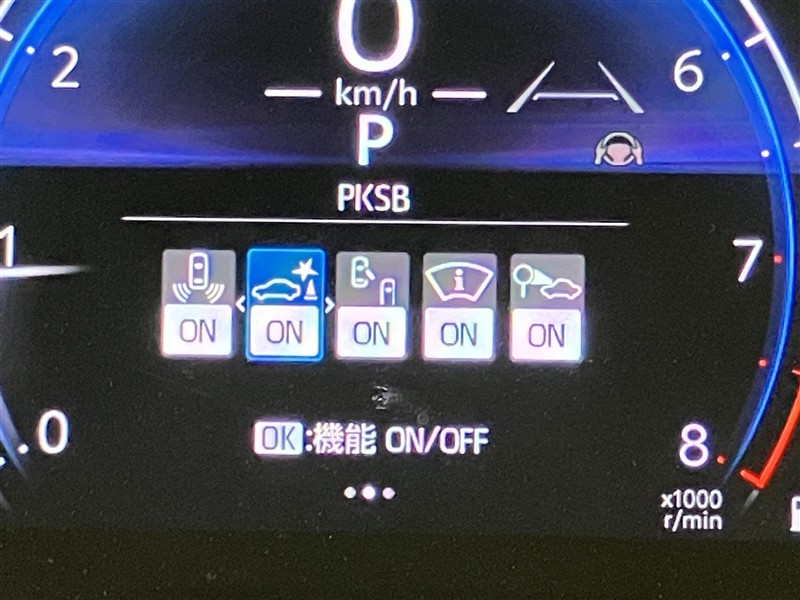 0
2
6
km/h
P
PKSB
1
7
i
ON ON ON ON ON
OK:機能 ON/OFF
0
8
x1000
r/min